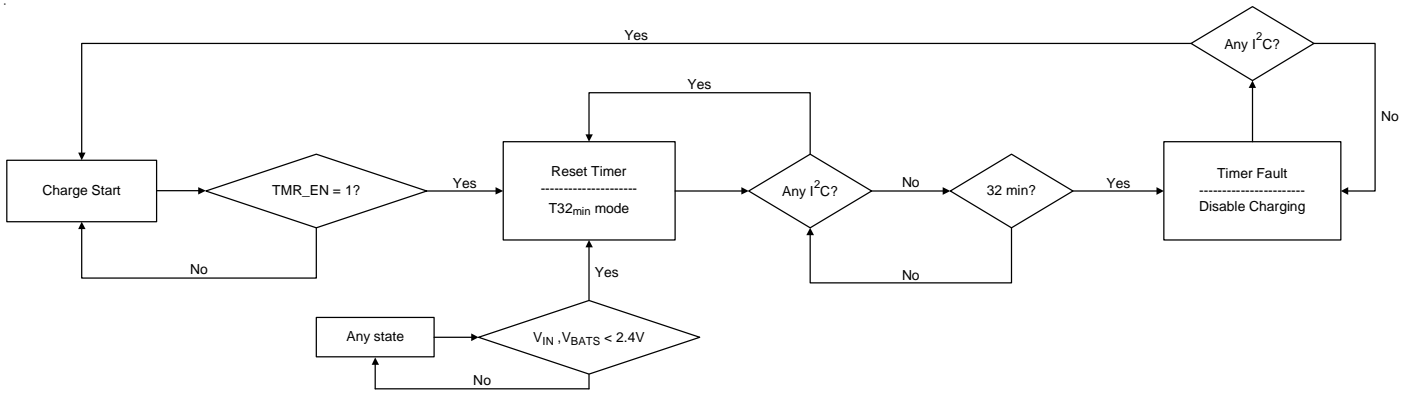 Any I²C?
Yes
No
Charge Start
TMR_EN = 1?
Yes
No
Reset Timer
--------------------
T32min mode
Yes
Any I²C?
No
32 min?
Yes
No
Timer Fault
----------------------
Disable Charging
Yes
Any state
VIN ,VBATS < 2.4V
No